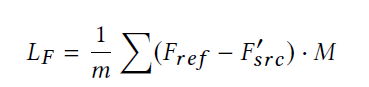 L_F = \frac{1}{m} \sum (F_{ref} - F'_{src}) \cdot M